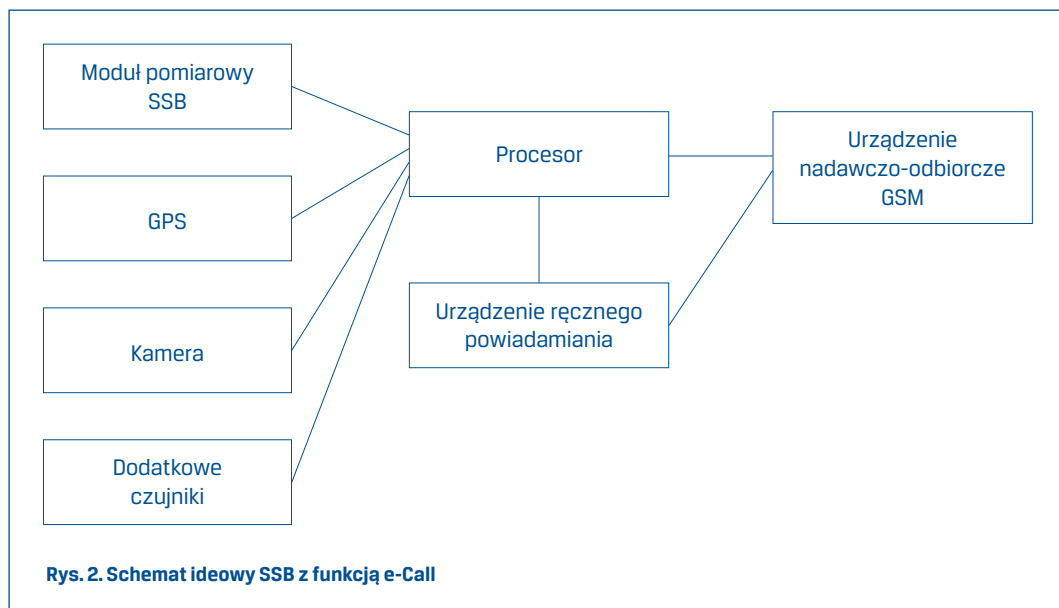 Moduł pomiarowy
SSB
GPS
Kamera
Dodatkowe
czujniki
Procesor
Urządzenie ręcznego
powiadamiania
Urządzenie
nadawczo-odbiorcze
GSM
Rys. 2. Schemat ideowy SSB z funkcją e-Call